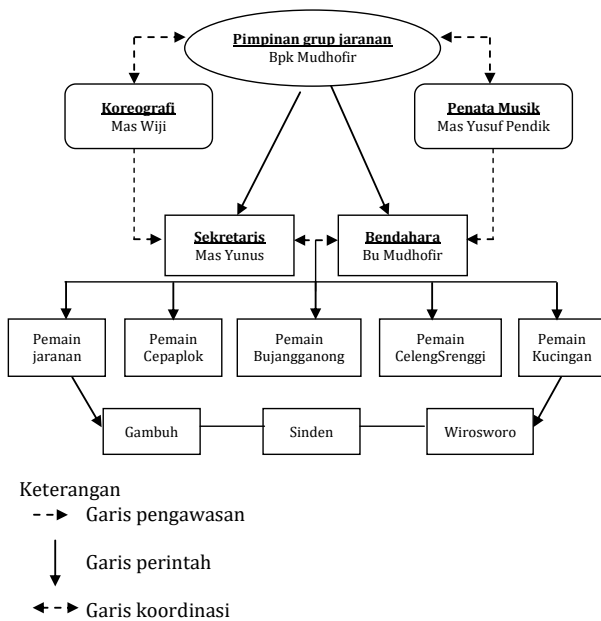 Pimpinan grup jaranan
Bpk Mudhofir
Koreografi
Mas Wiji
Penata Musik
Mas Yusuf Pendik
Sekretaris
Mas Yunus
Bendahara
Bu Mudhofir
Pemain
jaranan
Pemain
Cepaplok
Pemain
Bujangganong
Pemain
CelengSrenggi
Pemain
Kucingan
Gambuh
Sinden
Wirosworo
Keterangan
Garis pengawasan
Garis perintah
Garis koordinasi